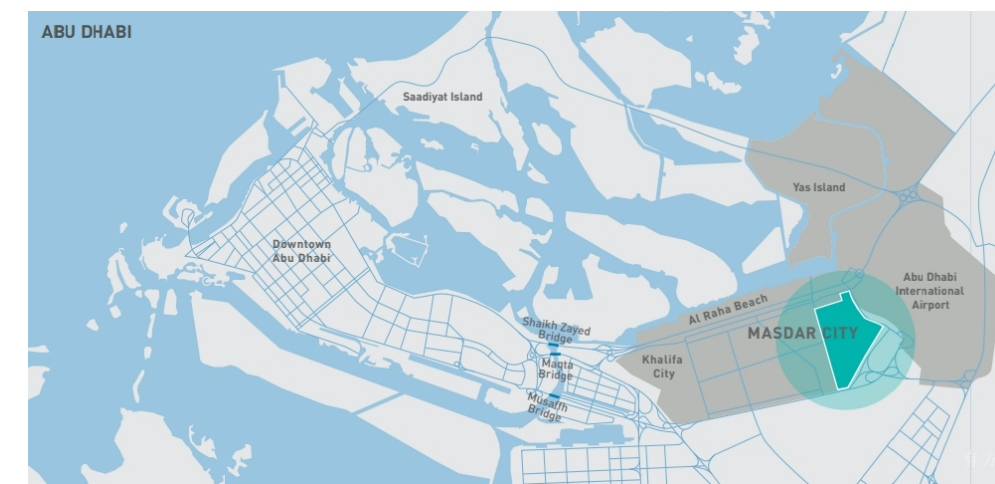 ABU DHABI
Saadiyat Island
Yas Island
Downtown
Abu Dhabi
Abu Dhabi
International
Airport
Al Raha Beach
Shaikh Zayed
Bridge
MASDAR CITY
Maqta
Bridge
Khalifa
City
Musaffh
Bridge